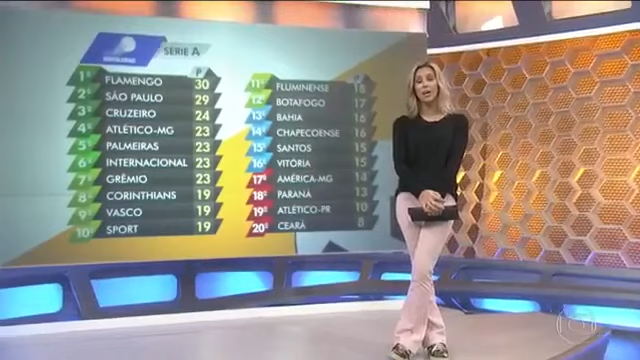 BRASILEIRÃO
SÉRIE A
P
1º FLAMENGO 30
2º SÃO PAULO 29
3º CRUZEIRO 24
4º ATLÉTICO-MG 23
5º PALMEIRAS 23
6º INTERNACIONAL 23
7º GRÊMIO 23
8º CORINTHIANS 19
9º VASCO 19
10º SPORT 19
P
11º FLUMINENSE 18
12º BOTAFOGO 17
13º BAHIA 16
14º CHAPECOENSE 16
15º SANTOS 15
16º VITÓRIA 15
17º AMÉRICA-MG 14
18º PARANÁ 13
19º ATLÉTICO-PR 10
20º CEARÁ 8